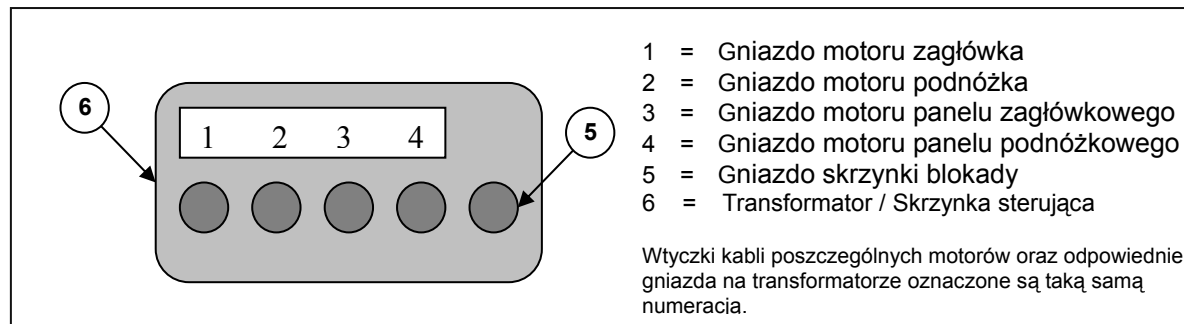 6
1 2 3 4
5
1 = Gniazdo motoru zagłówka
2 = Gniazdo motoru podnóżka
3 = Gniazdo motoru panelu zagłówkowego
4 = Gniazdo motoru panelu podnóżkowego
5 = Gniazdo skrzynki blokady
6 = Transformator / Skrzynka sterująca
Wtyczki kabli poszczególnych motorów oraz odpowiednie
gniazda na transformatorze oznaczone są taką samą
numeracia.